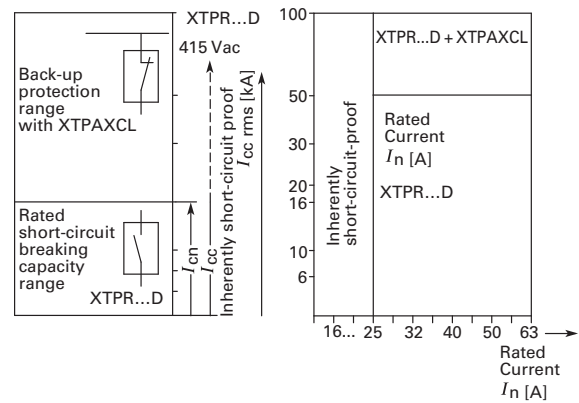 XTPR...D
415 Vac
Back-up
protection
range
with XTPAXCL
Rated
short-circuit
breaking
capacity
range
XTPR...D
Icn
Icc
Inherently short-circuit proof
Icc rms [kA]
100
50
30
20
16
10
6
Inherently
short-circuit-proof
XTPR...D + XTPAXCL
Rated
Current
In [A]
XTPR...D
16... 25 32 40 50 63
Rated
Current
In [A]